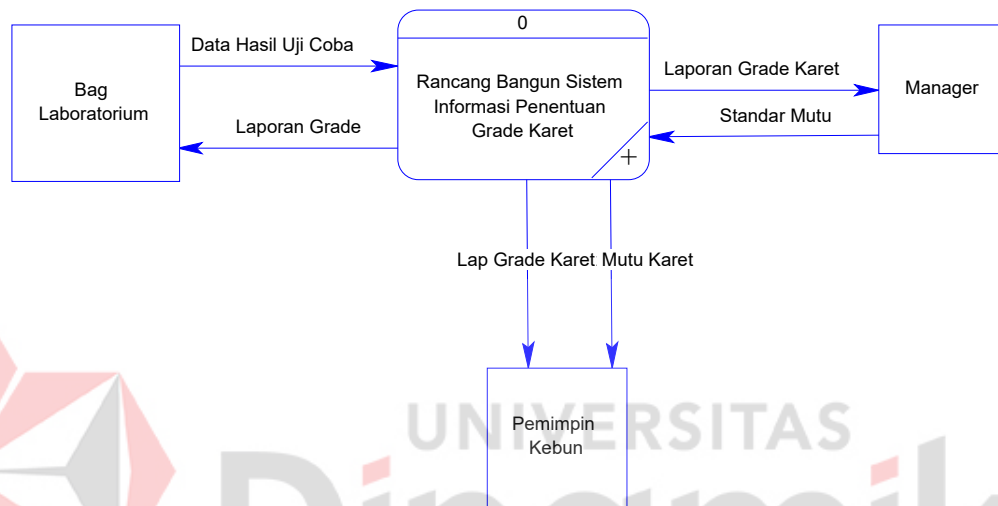 0
Data Hasil Uji Coba
Bag
Laboratorium
Rancang Bangun Sistem
Informasi Penentuan
Grade Karet
Laporan Grade Karet
Manager
Standar Mutu
Laporan Grade
+
Lap Grade Karet
Mutu Karet
Pemimpin
Kebun
UNIVERSITAS